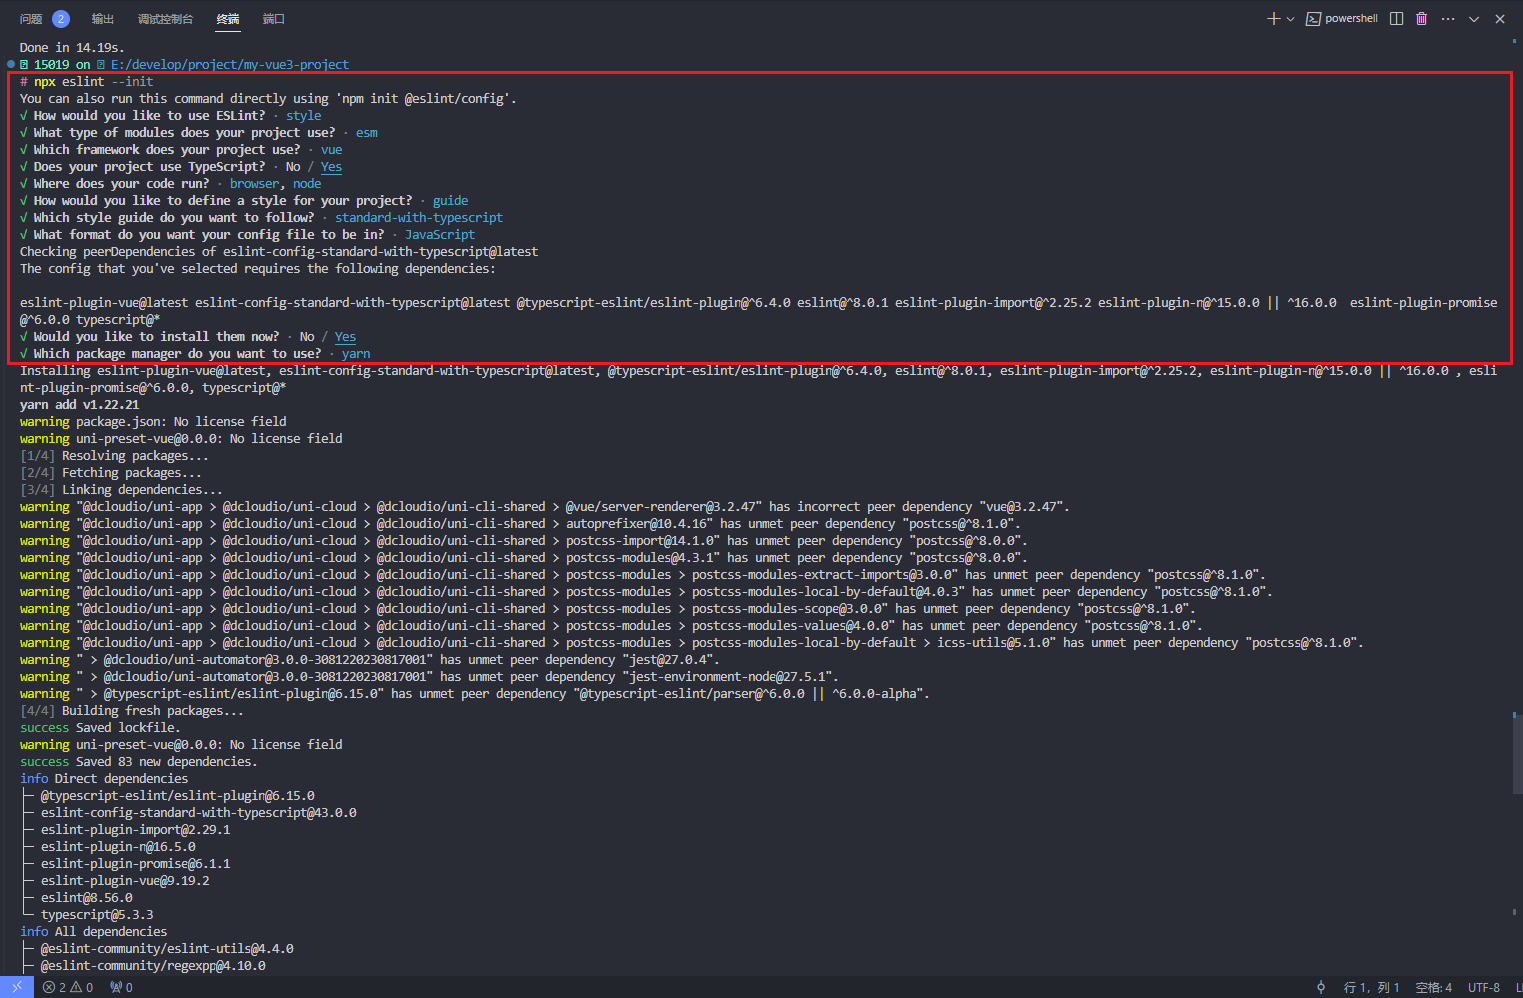 问题 2 输出 调试控制台 终端 端口 powershell
Done in 14.19s.
15019 on E:/develop/project/my-vue3-project
# npx eslint --init
You can also run this command directly using 'npm init @eslint/config'.
√ How would you like to use ESLint? · style
√ What type of modules does your project use? · esm
√ Which framework does your project use? · vue
√ Does your project use TypeScript? · No / Yes
√ Where does your code run? · browser, node
√ How would you like to define a style for your project? · guide
√ Which style guide do you want to follow? · standard-with-typescript
√ What format do you want your config file to be in? · JavaScript
Checking peerDependencies of eslint-config-standard-with-typescript@latest
The config that you've selected requires the following dependencies:
eslint-plugin-vue@latest eslint-config-standard-with-typescript@latest @typescript-eslint/eslint-plugin@^6.4.0 eslint@^8.0.1 eslint-plugin-import@^2.25.2 eslint-plugin-n@^15.0.0 || ^16.0.0  eslint-plugin-promise
@^6.0.0 typescript@*
√ Would you like to install them now? · No / Yes
√ Which package manager do you want to use? · yarn
Installing eslint-plugin-vue@latest, eslint-config-standard-with-typescript@latest, @typescript-eslint/eslint-plugin@^6.4.0, eslint@^8.0.1, eslint-plugin-import@^2.25.2, eslint-plugin-n@^15.0.0 || ^16.0.0 , esli
nt-plugin-promise@^6.0.0, typescript@*
yarn add v1.22.21
warning package.json: No license field
warning uni-preset-vue@0.0.0: No license field
[1/4] Resolving packages...
[2/4] Fetching packages...
[3/4] Linking dependencies...
warning "@dcloudio/uni-app > @dcloudio/uni-cloud > @dcloudio/uni-cli-shared > @vue/server-renderer@3.2.47" has incorrect peer dependency "vue@3.2.47".
warning "@dcloudio/uni-app > @dcloudio/uni-cloud > @dcloudio/uni-cli-shared > autoprefixer@10.4.16" has unmet peer dependency "postcss@^8.1.0".
warning "@dcloudio/uni-app > @dcloudio/uni-cloud > @dcloudio/uni-cli-shared > postcss-import@14.1.0" has unmet peer dependency "postcss@^8.0.0".
warning "@dcloudio/uni-app > @dcloudio/uni-cloud > @dcloudio/uni-cli-shared > postcss-modules@4.3.1" has unmet peer dependency "postcss@^8.0.0".
warning "@dcloudio/uni-app > @dcloudio/uni-cloud > @dcloudio/uni-cli-shared > postcss-modules > postcss-modules-extract-imports@3.0.0" has unmet peer dependency "postcss@^8.1.0".
warning "@dcloudio/uni-app > @dcloudio/uni-cloud > @dcloudio/uni-cli-shared > postcss-modules > postcss-modules-local-by-default@4.0.3" has unmet peer dependency "postcss@^8.1.0".
warning "@dcloudio/uni-app > @dcloudio/uni-cloud > @dcloudio/uni-cli-shared > postcss-modules > postcss-modules-scope@3.0.0" has unmet peer dependency "postcss@^8.1.0".
warning "@dcloudio/uni-app > @dcloudio/uni-cloud > @dcloudio/uni-cli-shared > postcss-modules > postcss-modules-values@4.0.0" has unmet peer dependency "postcss@^8.1.0".
warning "@dcloudio/uni-app > @dcloudio/uni-cloud > @dcloudio/uni-cli-shared > postcss-modules > postcss-modules-local-by-default > icss-utils@5.1.0" has unmet peer dependency "postcss@^8.1.0".
warning " > @dcloudio/uni-automator@3.0.0-3081220230817001" has unmet peer dependency "jest@27.0.4".
warning " > @dcloudio/uni-automator@3.0.0-3081220230817001" has unmet peer dependency "jest-environment-node@27.5.1".
warning " > @typescript-eslint/eslint-plugin@6.15.0" has unmet peer dependency "@typescript-eslint/parser@^6.0.0 || ^6.0.0-alpha".
[4/4] Building fresh packages...
success Saved lockfile.
warning uni-preset-vue@0.0.0: No license field
success Saved 83 new dependencies.
info Direct dependencies
├─ @typescript-eslint/eslint-plugin@6.15.0
├─ eslint-config-standard-with-typescript@43.0.0
├─ eslint-plugin-import@2.29.1
├─ eslint-plugin-n@16.5.0
├─ eslint-plugin-promise@6.1.1
├─ eslint-plugin-vue@9.19.2
├─ eslint@8.56.0
└─ typescript@5.3.3
info All dependencies
├─ @eslint-community/eslint-utils@4.4.0
├─ @eslint-community/regexpp@4.10.0
2 0 0 行 1，列 1 空格: 4 UTF-8